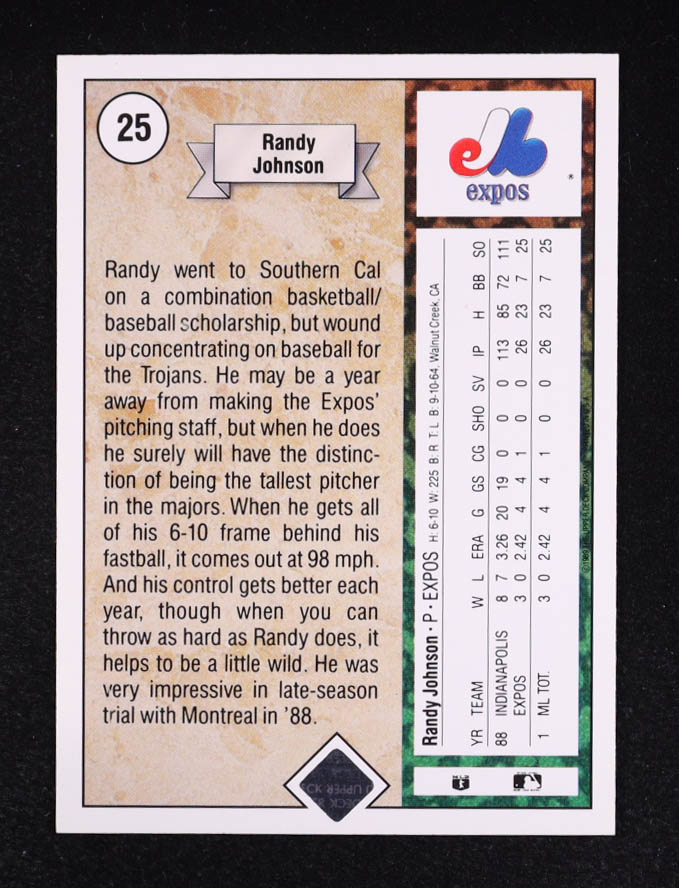 25
Randy
Johnson
expos
Randy went to Southern Cal
on a combination basketball/
baseball scholarship, but wound
up concentrating on baseball for
the Trojans. He may be a year
away from making the Expos'
pitching staff, but when he does
he surely will have the distinc-
tion of being the tallest pitcher
in the majors. When he gets all
of his 6-10 frame behind his
fastball, it comes out at 98 mph.
And his control gets better each
year, though when you can
throw as hard as Randy does, it
helps to be a little wild. He was
very impressive in late-season
trial with Montreal in '88.
Randy Johnson • P • EXPOS H: 6-10 W: 225 B: R T: L B: 9-10-64, Walnut Creek, CA
YR TEAM W L ERA G GS CG SHO SV IP H BB SO
88 INDIANAPOLIS 8 7 3.26 20 19 0 0 0 113 85 72 111
EXPOS 3 0 2.42 4 4 1 0 0 26 23 7 25
1 ML TOT. 3 0 2.42 4 4 1 0 0 26 23 7 25